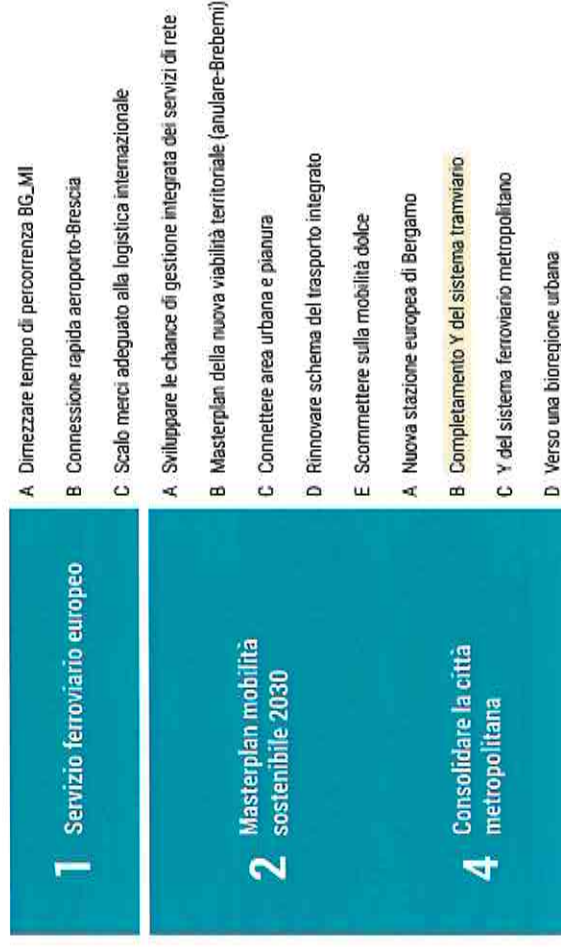 1 Servizio ferroviario europeo
A Dimezzare tempo di percorrenza BG_MI
B Connessione rapida aeroporto-Brescia
C Scalo merci adeguato alla logistica internazionale
2 Masterplan mobilità
sostenibile 2030
A Sviluppare le chance di gestione integrata dei servizi di rete
B Masterplan della nuova viabilità territoriale (anulare-Brebemi)
C Connettere area urbana e pianura
D Rinnovare schema del trasporto integrato
E Scommettere sulla mobilità dolce
4 Consolidare la città
metropolitana
A Nuova stazione europea di Bergamo
B Completamento Y del sistema tramviario
C Y del sistema ferroviario metropolitano
D Verso una bioregione urbana